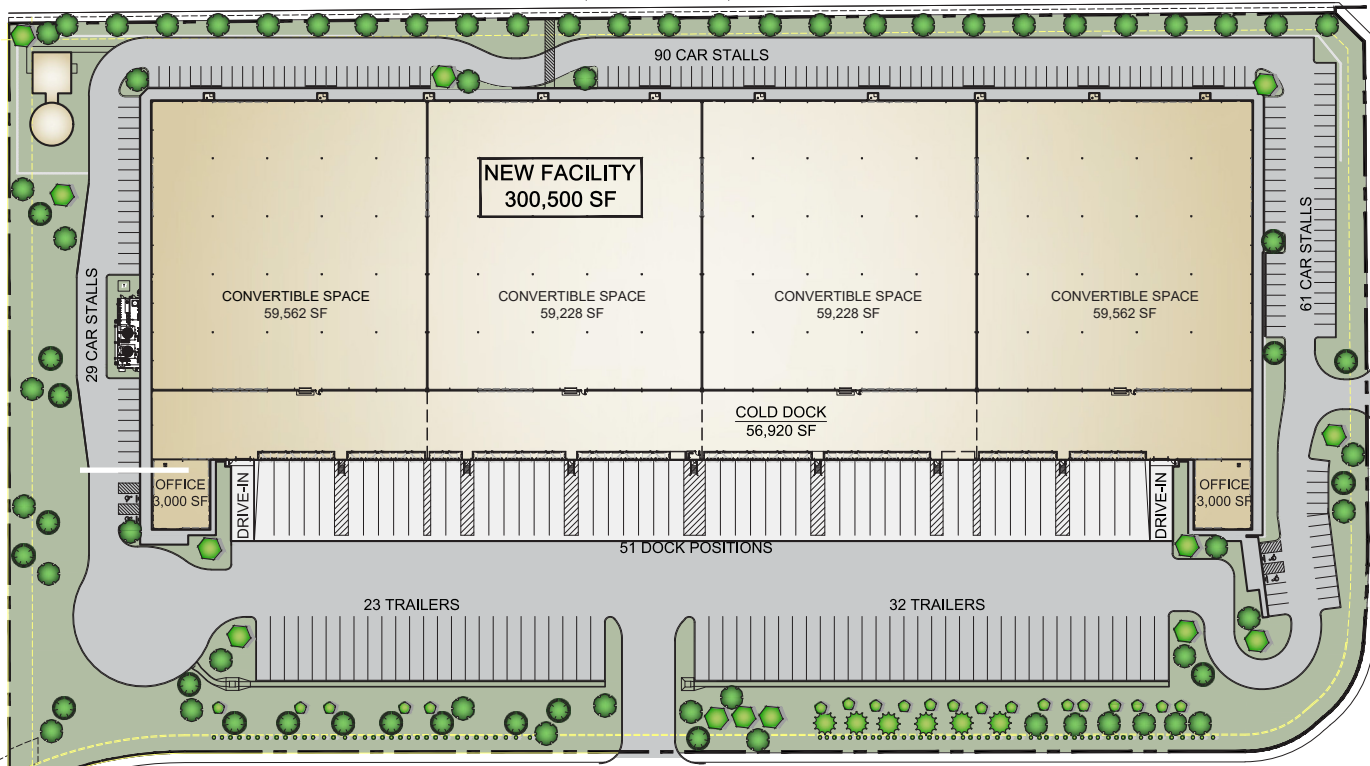 90 CAR STALLS
NEW FACILITY
300,500 SF
29 CAR STALLS
61 CAR STALLS
CONVERTIBLE SPACE
59,562 SF
CONVERTIBLE SPACE
59,228 SF
CONVERTIBLE SPACE
59,228 SF
CONVERTIBLE SPACE
59,562 SF
COLD DOCK
56,920 SF
OFFICE
3,000 SF
DRIVE-IN
DRIVE-IN
OFFICE
3,000 SF
51 DOCK POSITIONS
23 TRAILERS
32 TRAILERS